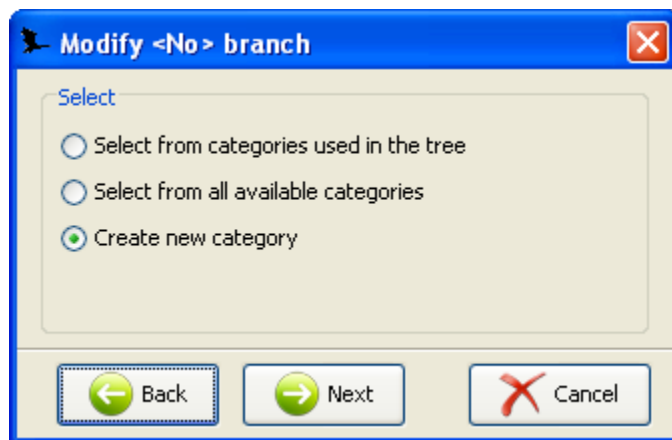 Modify <No> branch
Select
Select from categories used in the tree
Select from all available categories
Create new category
Back Next Cancel